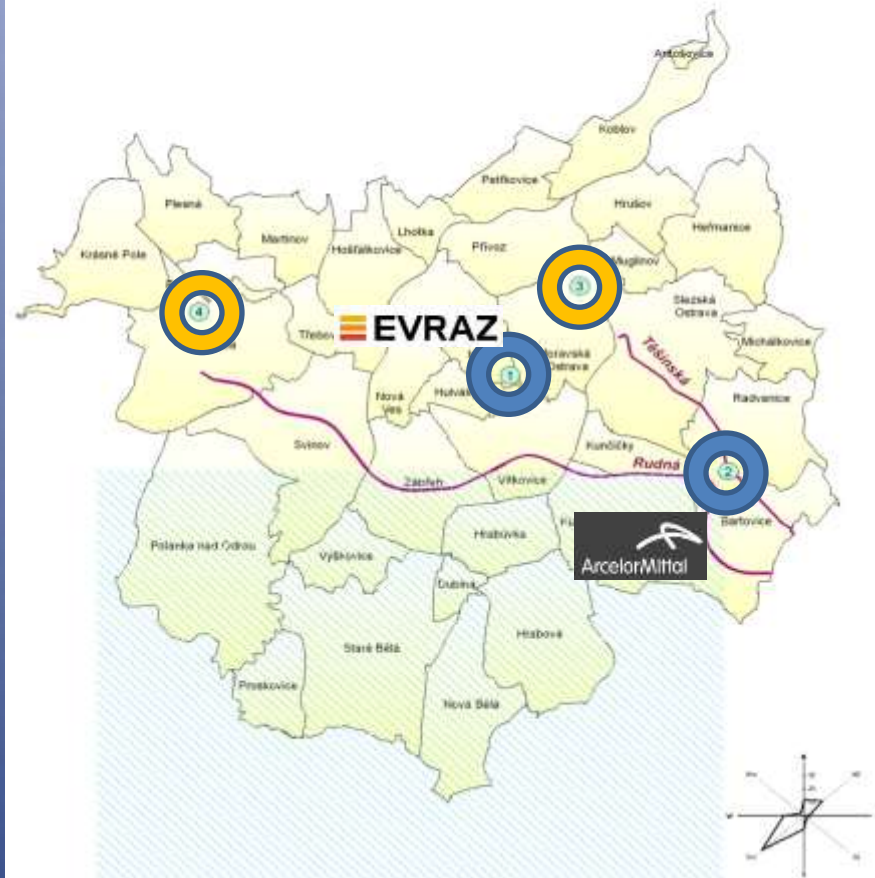 Antošovice
Koblov
Petřkovice
Plesná
Hrušov
Heřmanice
Martinov
Lhotka
Hošťálkovice
Přívoz
Krásné Pole
Muglinov
3
Slezská
Ostrava
4
EVRAZ
Michálkovice
Těšínská
Moravská
Ostrava
1
Nová
Ves
Radvanice
Svinov
Kunčičky
Rudná
2
Zábřeh
Vítkovice
Bartovice
Polanka nad Odrou
Výškovice
Hrabůvka
ArcelorMittal
Dubina
Hrabová
Stará Bělá
Proskovice
Nová Bělá